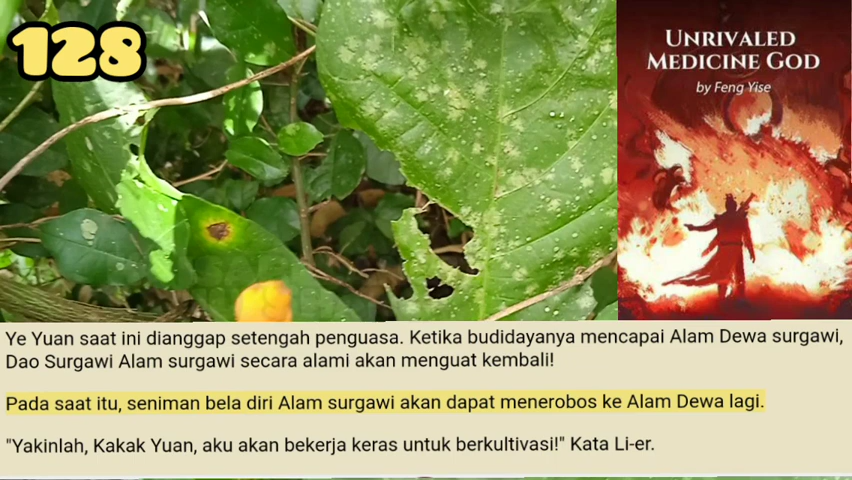 128
UNRIVALED
MEDICINE GOD
by Feng Yise
Ye Yuan saat ini dianggap setengah penguasa. Ketika budidayanya mencapai Alam Dewa surgawi,
Dao Surgawi Alam surgawi secara alami akan menguat kembali!
Pada saat itu, seniman bela diri Alam surgawi akan dapat menerobos ke Alam Dewa lagi.
"Yakinlah, Kakak Yuan, aku akan bekerja keras untuk berkultivasi!" Kata Li-er.